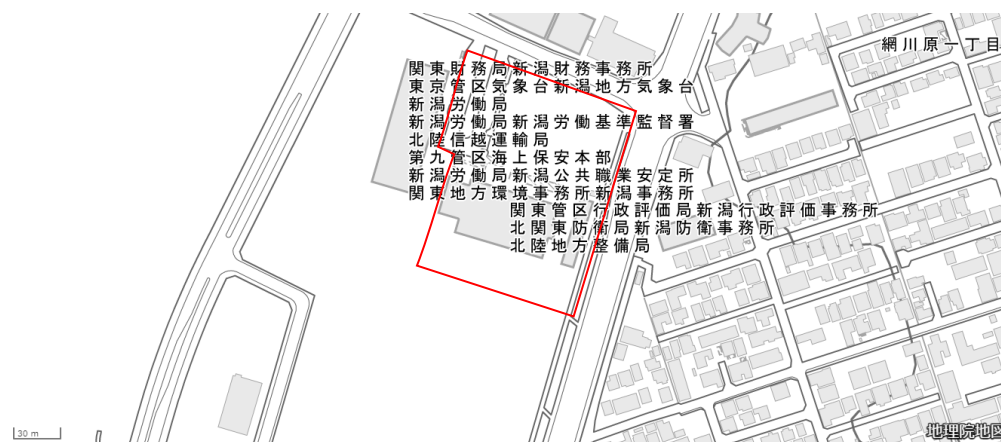 網川原一丁目
関東財務局新潟財務事務所
東京管区気象台新潟地方気象台
新潟労働局
新潟労働局新潟労働基準監督署
北陸信越運輸局
第九管区海上保安本部
新潟労働局新潟公共職業安定所
関東地方環境事務所新潟事務所
関東管区行政評価局新潟行政評価事務所
北関東防衛局新潟防衛事務所
北陸地方整備局
30 m
地理院地図